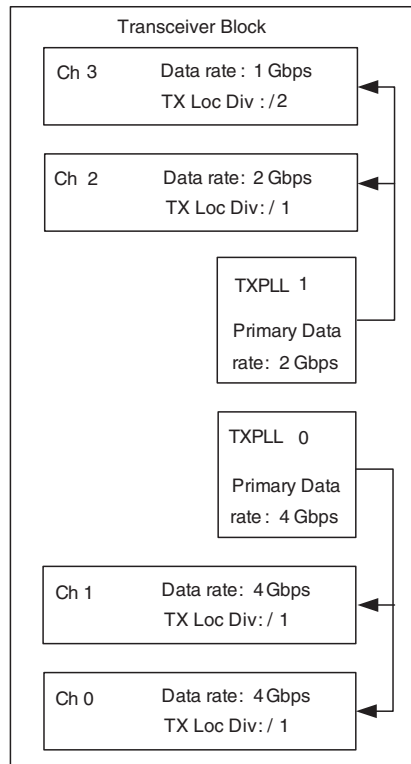 Transceiver Block
Ch 3 Data rate: 1 Gbps
TX Loc Div: /2
Ch 2 Data rate: 2 Gbps
TX Loc Div: / 1
TXPLL 1
Primary Data
rate: 2 Gbps
TXPLL 0
Primary Data
rate: 4 Gbps
Ch 1 Data rate: 4 Gbps
TX Loc Div: / 1
Ch 0 Data rate: 4 Gbps
TX Loc Div: / 1